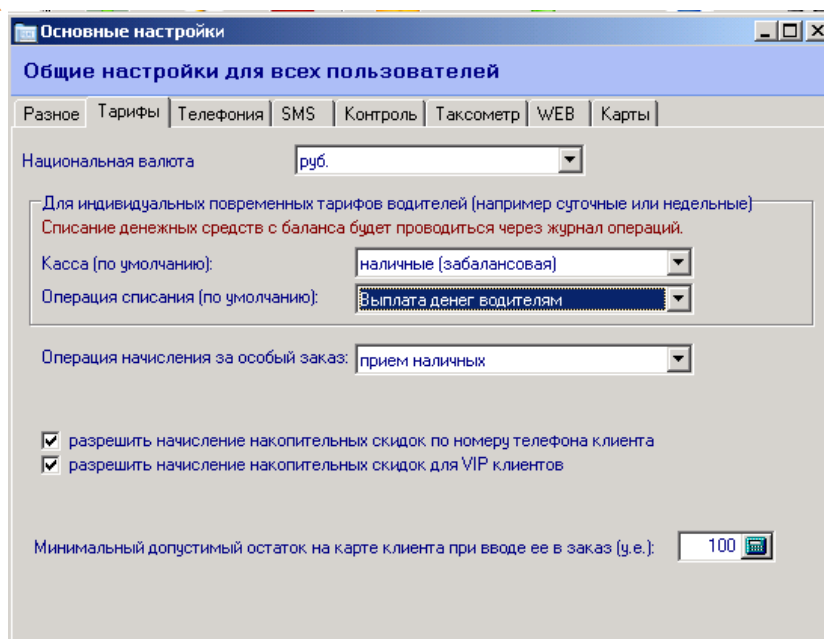 Основные настройки
Общие настройки для всех пользователей
Разное Тарифы Телефония SMS Контроль Таксометр WEB Карты
Национальная валюта руб.
Для индивидуальных повременных тарифов водителей (например суточные или недельные)
Списание денежных средств с баланса будет проводиться через журнал операций.
Касса (по умолчанию): наличные (забалансовая)
Операция списания (по умолчанию): Выплата денег водителям
Операция начисления за особый заказ: прием наличных
разрешить начисление накопительных скидок по номеру телефона клиента
разрешить начисление накопительных скидок для VIP клиентов
Минимальный допустимый остаток на карте клиента при вводе ее в заказ (у.е.): 100